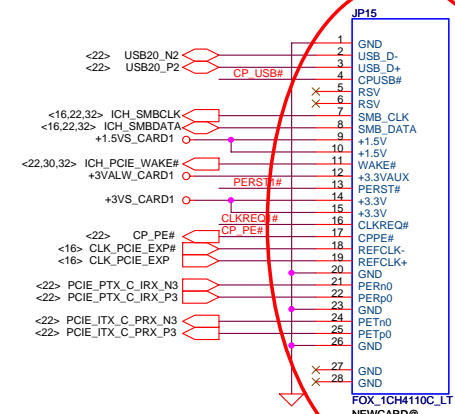 JP15
1 GND
<22> USB20_N2 2 USB_D-
<22> USB20_P2 3 USB_D+
CP_USB# 4 CPUSB#
5 RSV
6 RSV
<16,22,32> ICH_SMBCLK 7 SMB_CLK
<16,22,32> ICH_SMBDATA 8 SMB_DATA
+1.5VS_CARD1 9 +1.5V
10 +1.5V
<22,30,32> ICH_PCIE_WAKE# 11 WAKE#
+3VALW_CARD1 12 +3.3VAUX
PERST1# 13 PERST#
+3VS_CARD1 14 +3.3V
15 +3.3V
CLKREQ1# 16 CLKREQ#
<22> CP_PE# CP_PE# 17 CPPE#
<16> CLK_PCIE_EXP# 18 REFCLK-
<16> CLK_PCIE_EXP 19 REFCLK+
20 GND
<22> PCIE_PTX_C_IRX_N3 21 PERn0
<22> PCIE_PTX_C_IRX_P3 22 PERp0
23 GND
<22> PCIE_ITX_C_PRX_N3 24 PETn0
<22> PCIE_ITX_C_PRX_P3 25 PETp0
26 GND
27 GND
28 GND
FOX_1CH4110C_LT
NEWCARD@